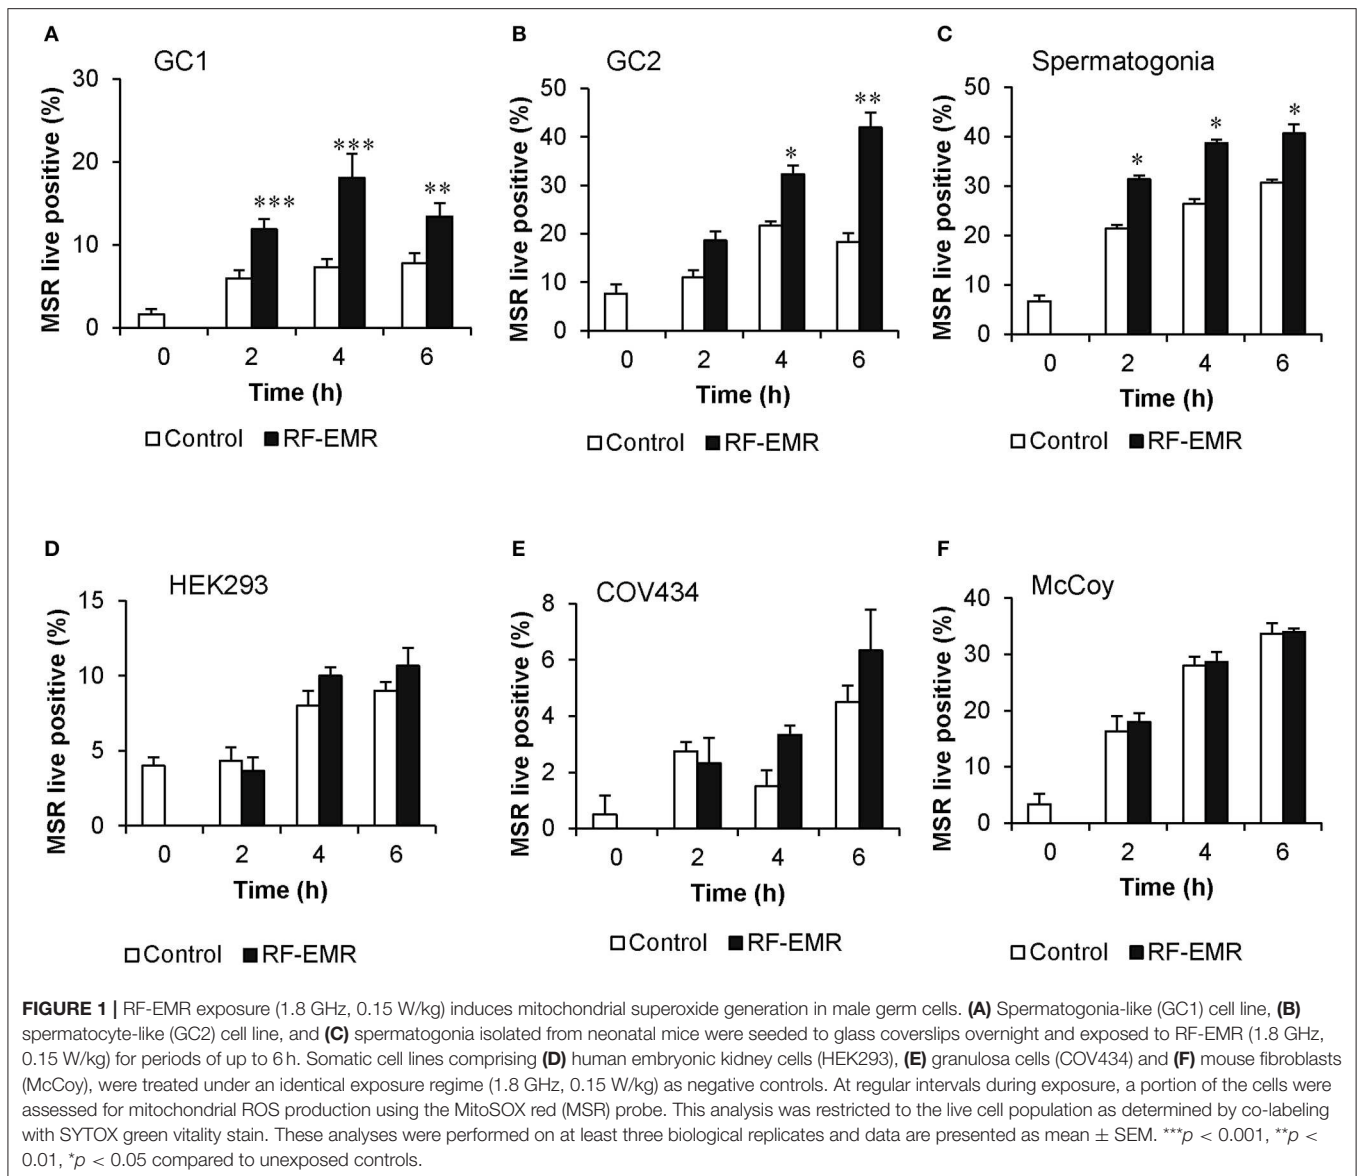 A
GC1
MSR live positive (%)
30
20
10
0
***
***
**
0 2 4 6
Time (h)
Control RF-EMR
B
GC2
MSR live positive (%)
50
40
30
20
10
0
*
**
0 2 4 6
Time (h)
Control RF-EMR
C
Spermatogonia
MSR live positive (%)
50
40
30
20
10
0
*
*
*
0 2 4 6
Time (h)
Control RF-EMR
D
HEK293
MSR live positive (%)
15
10
5
0
0 2 4 6
Time (h)
Control RF-EMR
E
COV434
MSR live positive (%)
8
6
4
2
0
0 2 4 6
Time (h)
Control RF-EMR
F
McCoy
MSR live positive (%)
40
30
20
10
0
0 2 4 6
Time (h)
Control RF-EMR
FIGURE 1 | RF-EMR exposure (1.8 GHz, 0.15 W/kg) induces mitochondrial superoxide generation in male germ cells. (A) Spermatogonia-like (GC1) cell line, (B)
spermatocyte-like (GC2) cell line, and (C) spermatogonia isolated from neonatal mice were seeded to glass coverslips overnight and exposed to RF-EMR (1.8 GHz,
0.15 W/kg) for periods of up to 6 h. Somatic cell lines comprising (D) human embryonic kidney cells (HEK293), (E) granulosa cells (COV434) and (F) mouse fibroblasts
(McCoy), were treated under an identical exposure regime (1.8 GHz, 0.15 W/kg) as negative controls. At regular intervals during exposure, a portion of the cells were
assessed for mitochondrial ROS production using the MitoSOX red (MSR) probe. This analysis was restricted to the live cell population as determined by co-labeling
with SYTOX green vitality stain. These analyses were performed on at least three biological replicates and data are presented as mean ± SEM. ***p < 0.001, **p <
0.01, *p < 0.05 compared to unexposed controls.